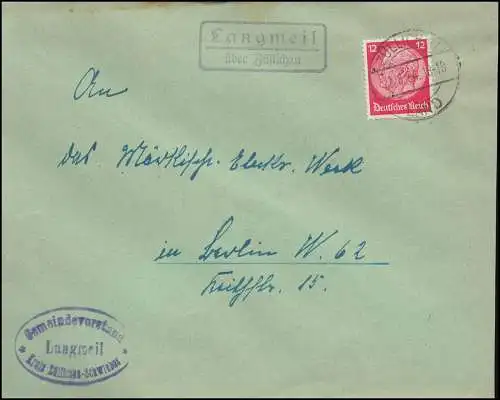 Langmeil
über Züllichau
12 12
Deutsches Reich
An
das Märkische Elektr. Werk
in Berlin W. 62
Keithstr. 15.
Gemeindevorstand
Langmeil
Kreis Züllichau-Schwiebus